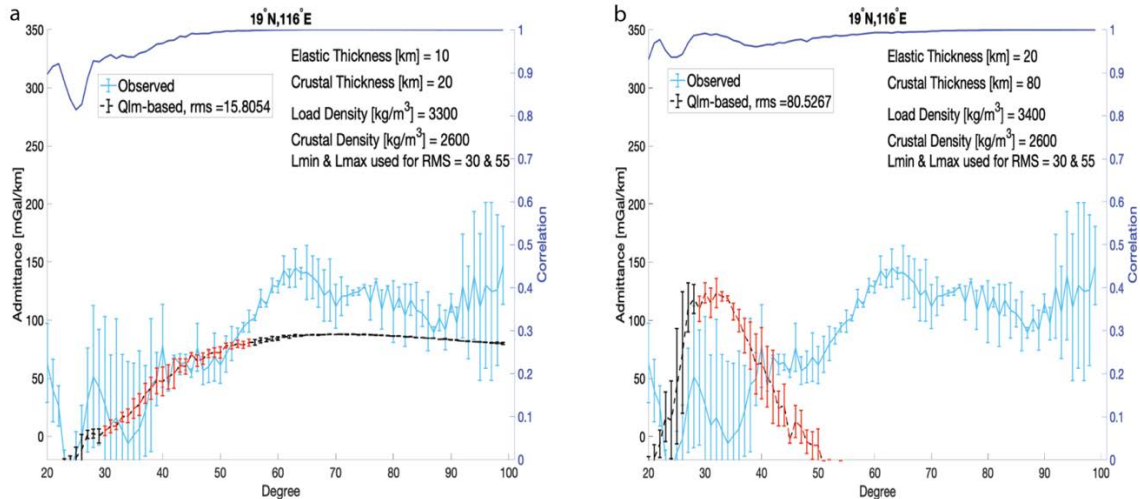 a
19°N,116°E
350
300
250
200
150
100
50
0
Admittance [mGal/km]
1
0.9
0.8
0.7
0.6
0.5
0.4
0.3
0.2
0.1
0
Correlation
Observed
Qlm-based, rms =15.8054
Elastic Thickness [km] = 10
Crustal Thickness [km] = 20
Load Density [kg/m³] = 3300
Crustal Density [kg/m³] = 2600
Lmin & Lmax used for RMS = 30 & 55
20 30 40 50 60 70 80 90 100
Degree
b
19°N,116°E
350
300
250
200
150
100
50
0
Admittance [mGal/km]
1
0.9
0.8
0.7
0.6
0.5
0.4
0.3
0.2
0.1
0
Correlation
Observed
Qlm-based, rms =80.5267
Elastic Thickness [km] = 20
Crustal Thickness [km] = 80
Load Density [kg/m³] = 3400
Crustal Density [kg/m³] = 2600
Lmin & Lmax used for RMS = 30 & 55
20 30 40 50 60 70 80 90 100
Degree